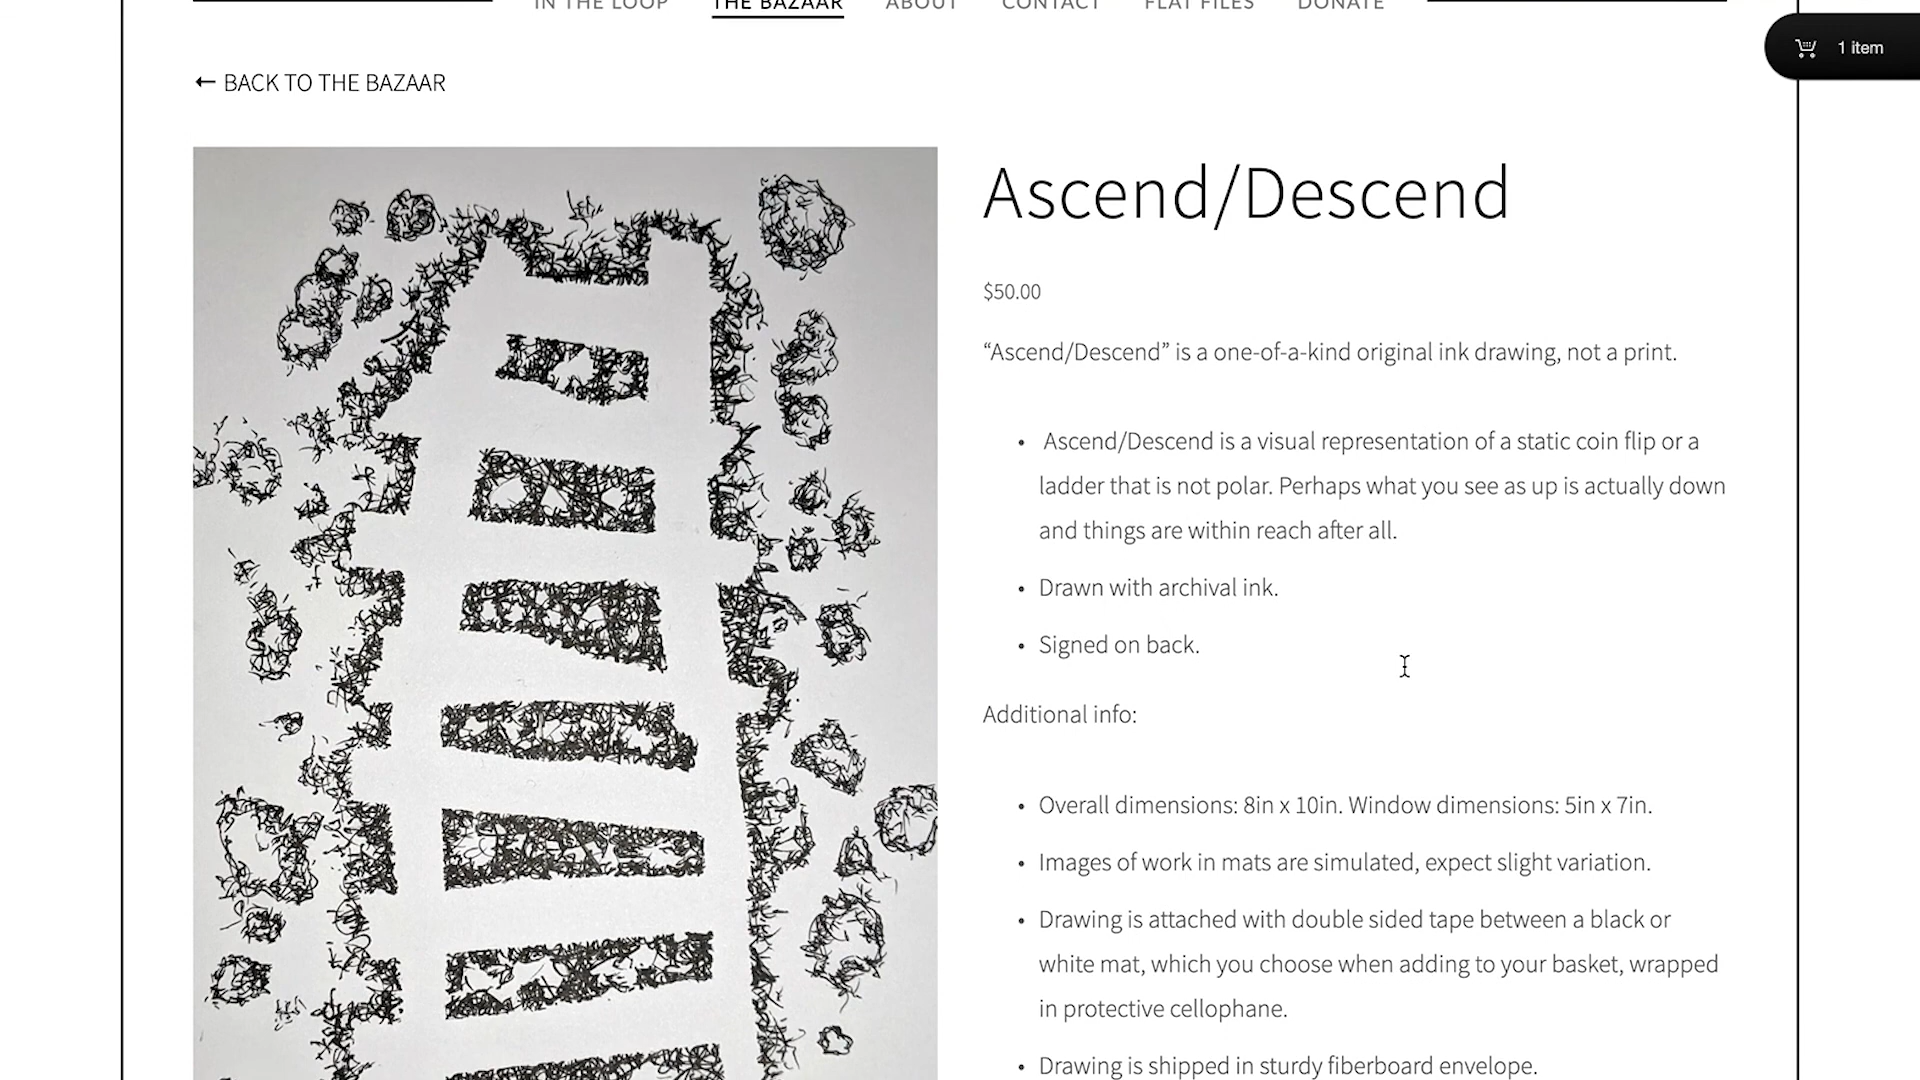 IN THE LOOP THE BAZAAR ABOUT CONTACT FLAT FILES DONATE
1 item
← BACK TO THE BAZAAR
Ascend/Descend
$50.00
“Ascend/Descend” is a one-of-a-kind original ink drawing, not a print.
• Ascend/Descend is a visual representation of a static coin flip or a
ladder that is not polar. Perhaps what you see as up is actually down
and things are within reach after all.
• Drawn with archival ink.
• Signed on back.
Additional info:
• Overall dimensions: 8in x 10in. Window dimensions: 5in x 7in.
• Images of work in mats are simulated, expect slight variation.
• Drawing is attached with double sided tape between a black or
white mat, which you choose when adding to your basket, wrapped
in protective cellophane.
• Drawing is shipped in sturdy fiberboard envelope.